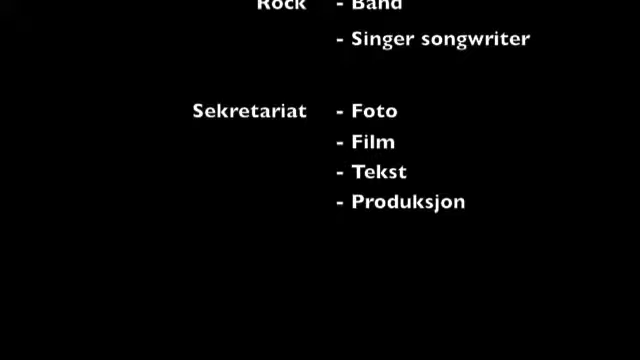 Rock - Band
- Singer songwriter
Sekretariat - Foto
- Film
- Tekst
- Produksjon